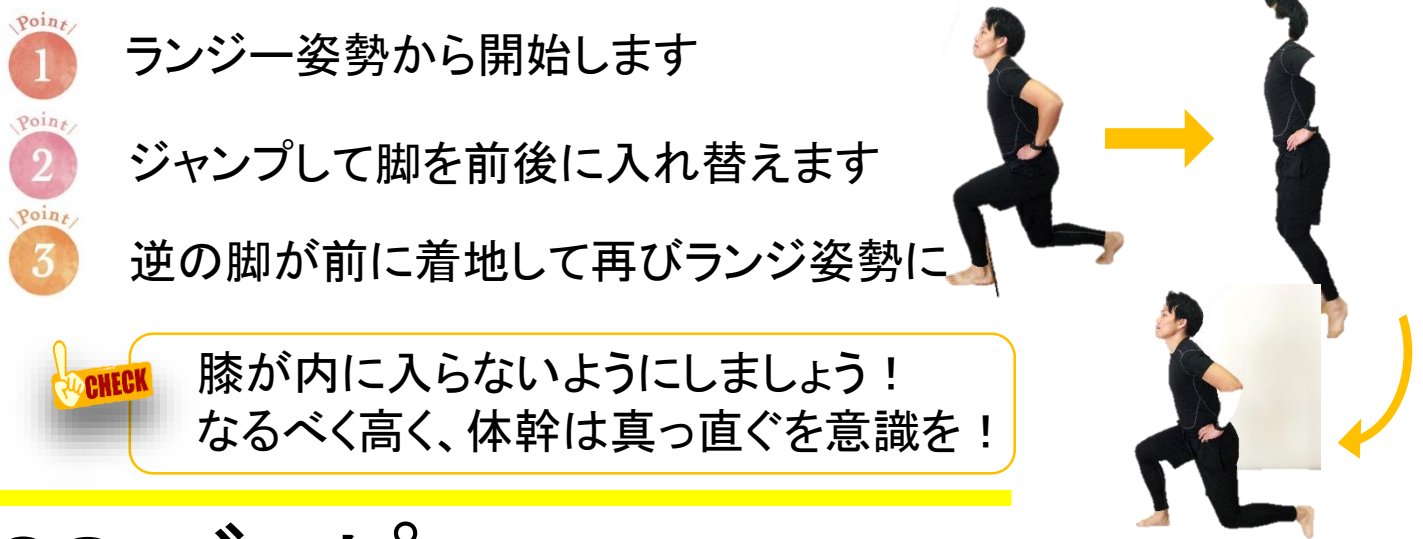 Point
1
ランジー姿勢から開始します
Point
2
ジャンプして脚を前後に入れ替えます
Point
3
逆の脚が前に着地して再びランジ姿勢に
CHECK
膝が内に入らないようにしましょう！
なるべく高く、体幹は真っ直ぐを意識を！